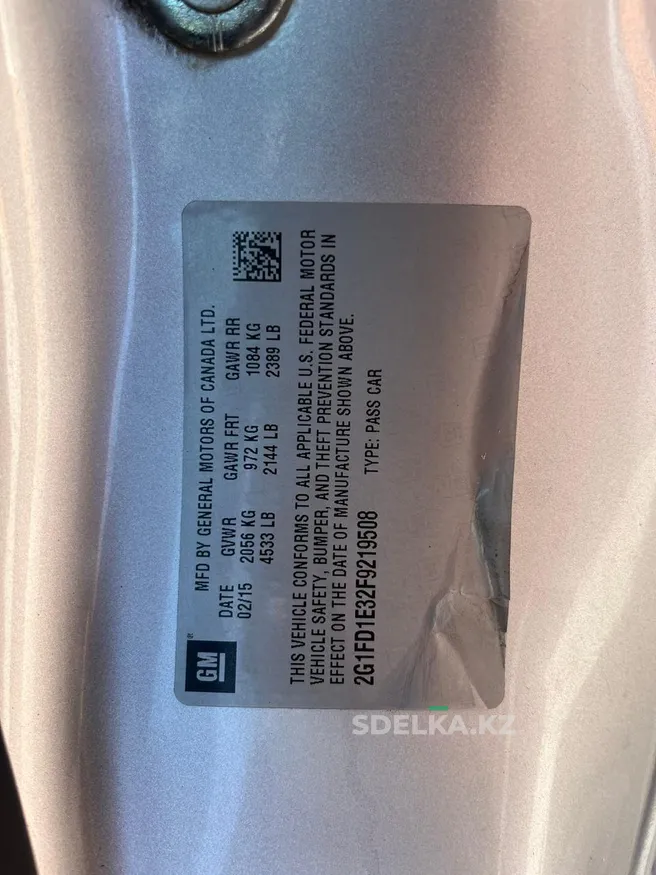 GM
MFD BY GENERAL MOTORS OF CANADA LTD.
DATE GVWR GAWR FRT GAWR RR
02/15 2056 KG 972 KG 1084 KG
4533 LB 2144 LB 2389 LB
THIS VEHICLE CONFORMS TO ALL APPLICABLE U.S. FEDERAL MOTOR
VEHICLE SAFETY, BUMPER, AND THEFT PREVENTION STANDARDS IN
EFFECT ON THE DATE OF MANUFACTURE SHOWN ABOVE.
2G1FD1E32F9219508 TYPE: PASS CAR
SDELKA.KZ